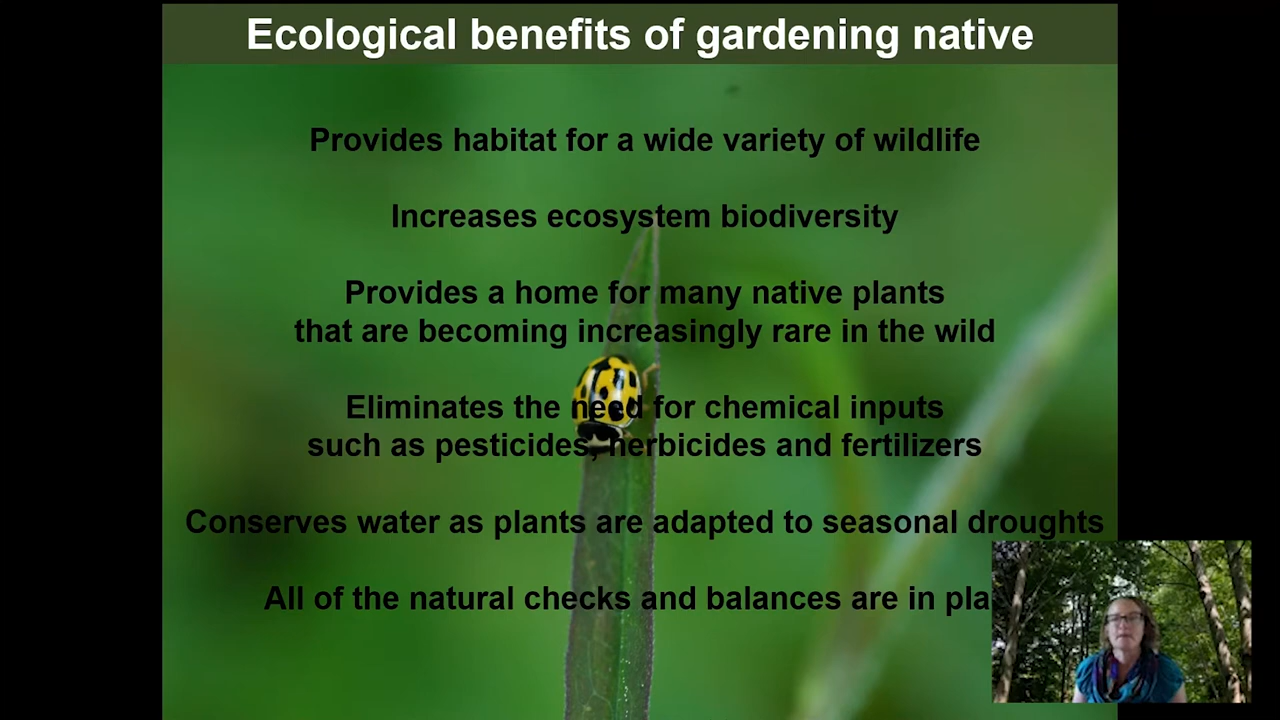 Ecological benefits of gardening native
Provides habitat for a wide variety of wildlife
Increases ecosystem biodiversity
Provides a home for many native plants
that are becoming increasingly rare in the wild
Eliminates the need for chemical inputs
such as pesticides, herbicides and fertilizers
Conserves water as plants are adapted to seasonal droughts
All of the natural checks and balances are in pla